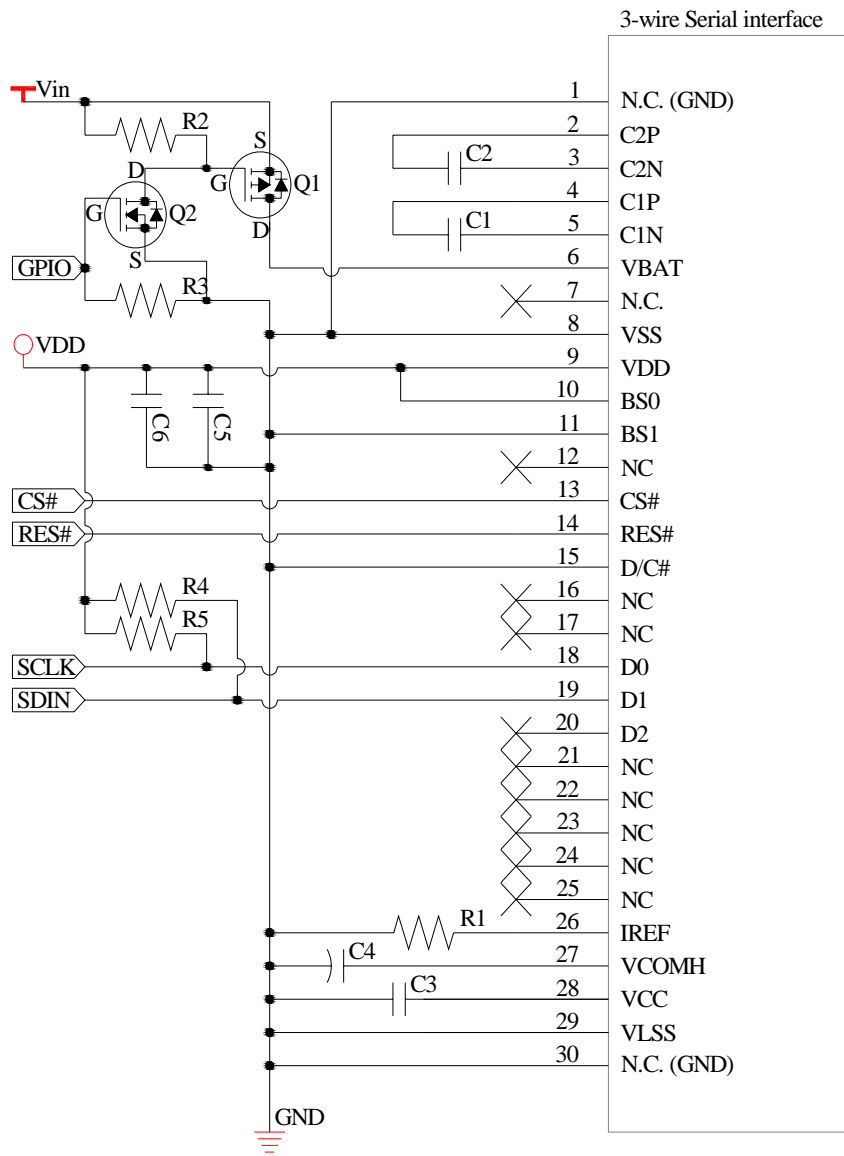 3-wire Serial interface
Vin
1 N.C. (GND)
R2
2 C2P
S
C2
3 C2N
D
G
Q1
4 C1P
G
Q2
C1
5 C1N
D
S
GPIO
6 VBAT
R3
7 N.C.
8 VSS
VDD
9 VDD
10 BS0
C6
C5
11 BS1
12 NC
CS#
13 CS#
RES#
14 RES#
15 D/C#
R4
16 NC
R5
17 NC
SCLK
18 D0
SDIN
19 D1
20 D2
21 NC
22 NC
23 NC
24 NC
25 NC
R1
26 IREF
C4
27 VCOMH
C3
28 VCC
29 VLSS
30 N.C. (GND)
GND